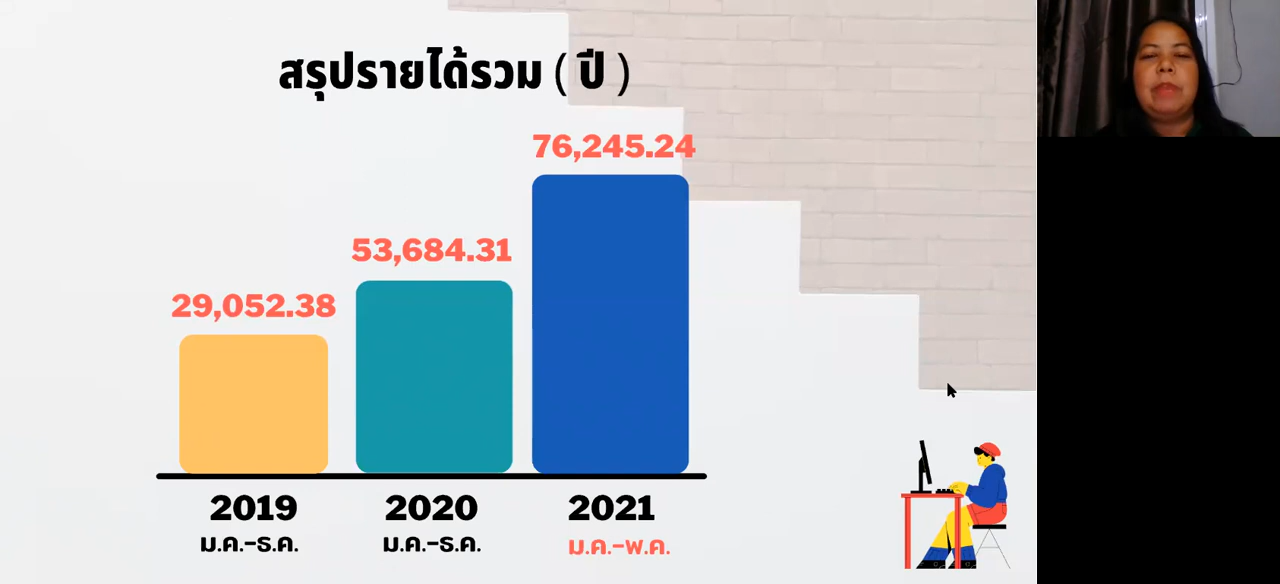 สรุปรายได้รวม ( ปี )
76,245.24
53,684.31
29,052.38
2019 2020 2021
ม.ค.-ธ.ค. ม.ค.-ธ.ค. ม.ค.-พ.ค.